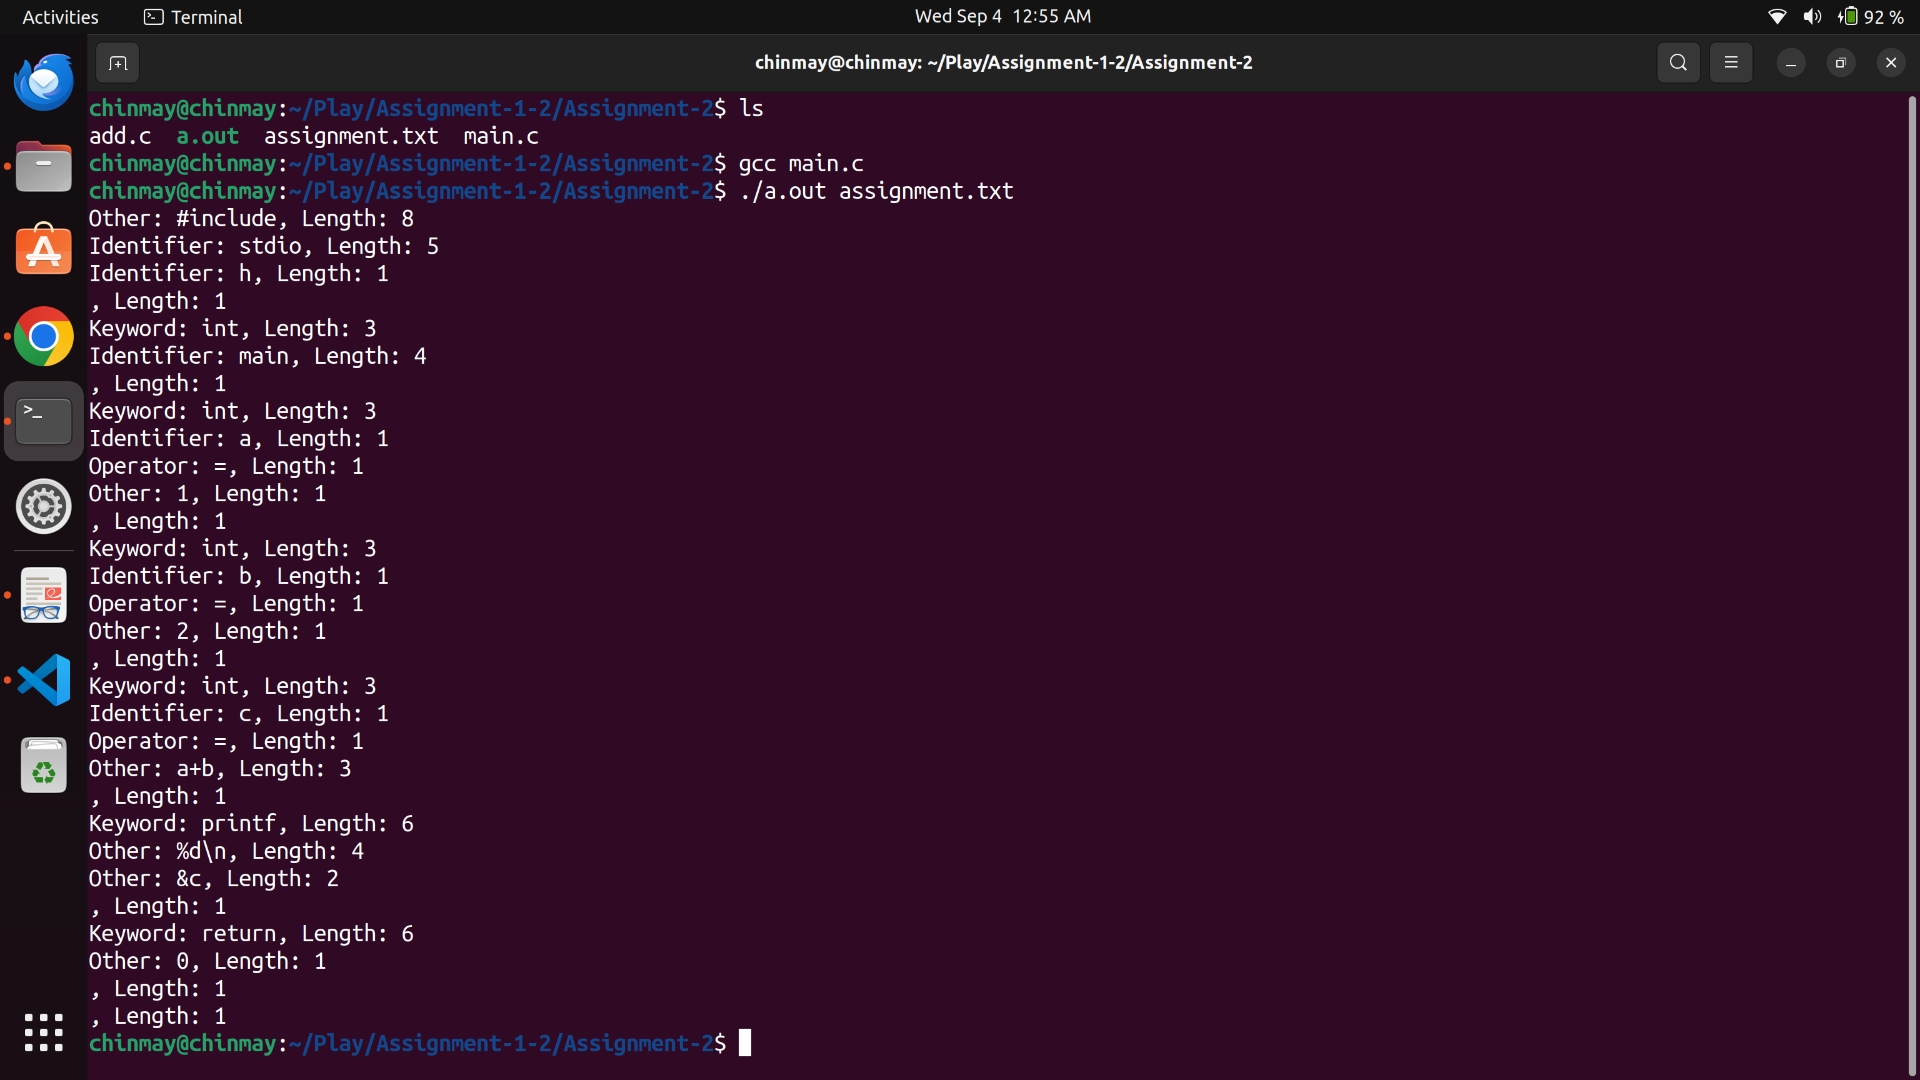 Activities Terminal Wed Sep 4 12:55 AM 92 %
chinmay@chinmay: ~/Play/Assignment-1-2/Assignment-2
chinmay@chinmay:~/Play/Assignment-1-2/Assignment-2$ ls
add.c a.out assignment.txt main.c
chinmay@chinmay:~/Play/Assignment-1-2/Assignment-2$ gcc main.c
chinmay@chinmay:~/Play/Assignment-1-2/Assignment-2$ ./a.out assignment.txt
Other: #include, Length: 8
Identifier: stdio, Length: 5
Identifier: h, Length: 1
, Length: 1
Keyword: int, Length: 3
Identifier: main, Length: 4
, Length: 1
Keyword: int, Length: 3
Identifier: a, Length: 1
Operator: =, Length: 1
Other: 1, Length: 1
, Length: 1
Keyword: int, Length: 3
Identifier: b, Length: 1
Operator: =, Length: 1
Other: 2, Length: 1
, Length: 1
Keyword: int, Length: 3
Identifier: c, Length: 1
Operator: =, Length: 1
Other: a+b, Length: 3
, Length: 1
Keyword: printf, Length: 6
Other: %d\n, Length: 4
Other: &c, Length: 2
, Length: 1
Keyword: return, Length: 6
Other: 0, Length: 1
, Length: 1
, Length: 1
chinmay@chinmay:~/Play/Assignment-1-2/Assignment-2$